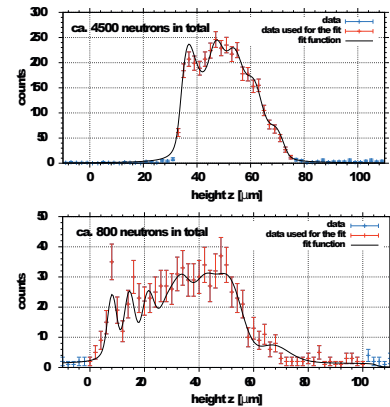 ca. 4500 neutrons in total
data
data used for the fit
fit function
counts
300
250
200
150
100
50
0
0 20 40 60 80 100
height z [µm]
ca. 800 neutrons in total
data
data used for the fit
fit function
counts
50
40
30
20
10
0
0 20 40 60 80 100
height z [µm]